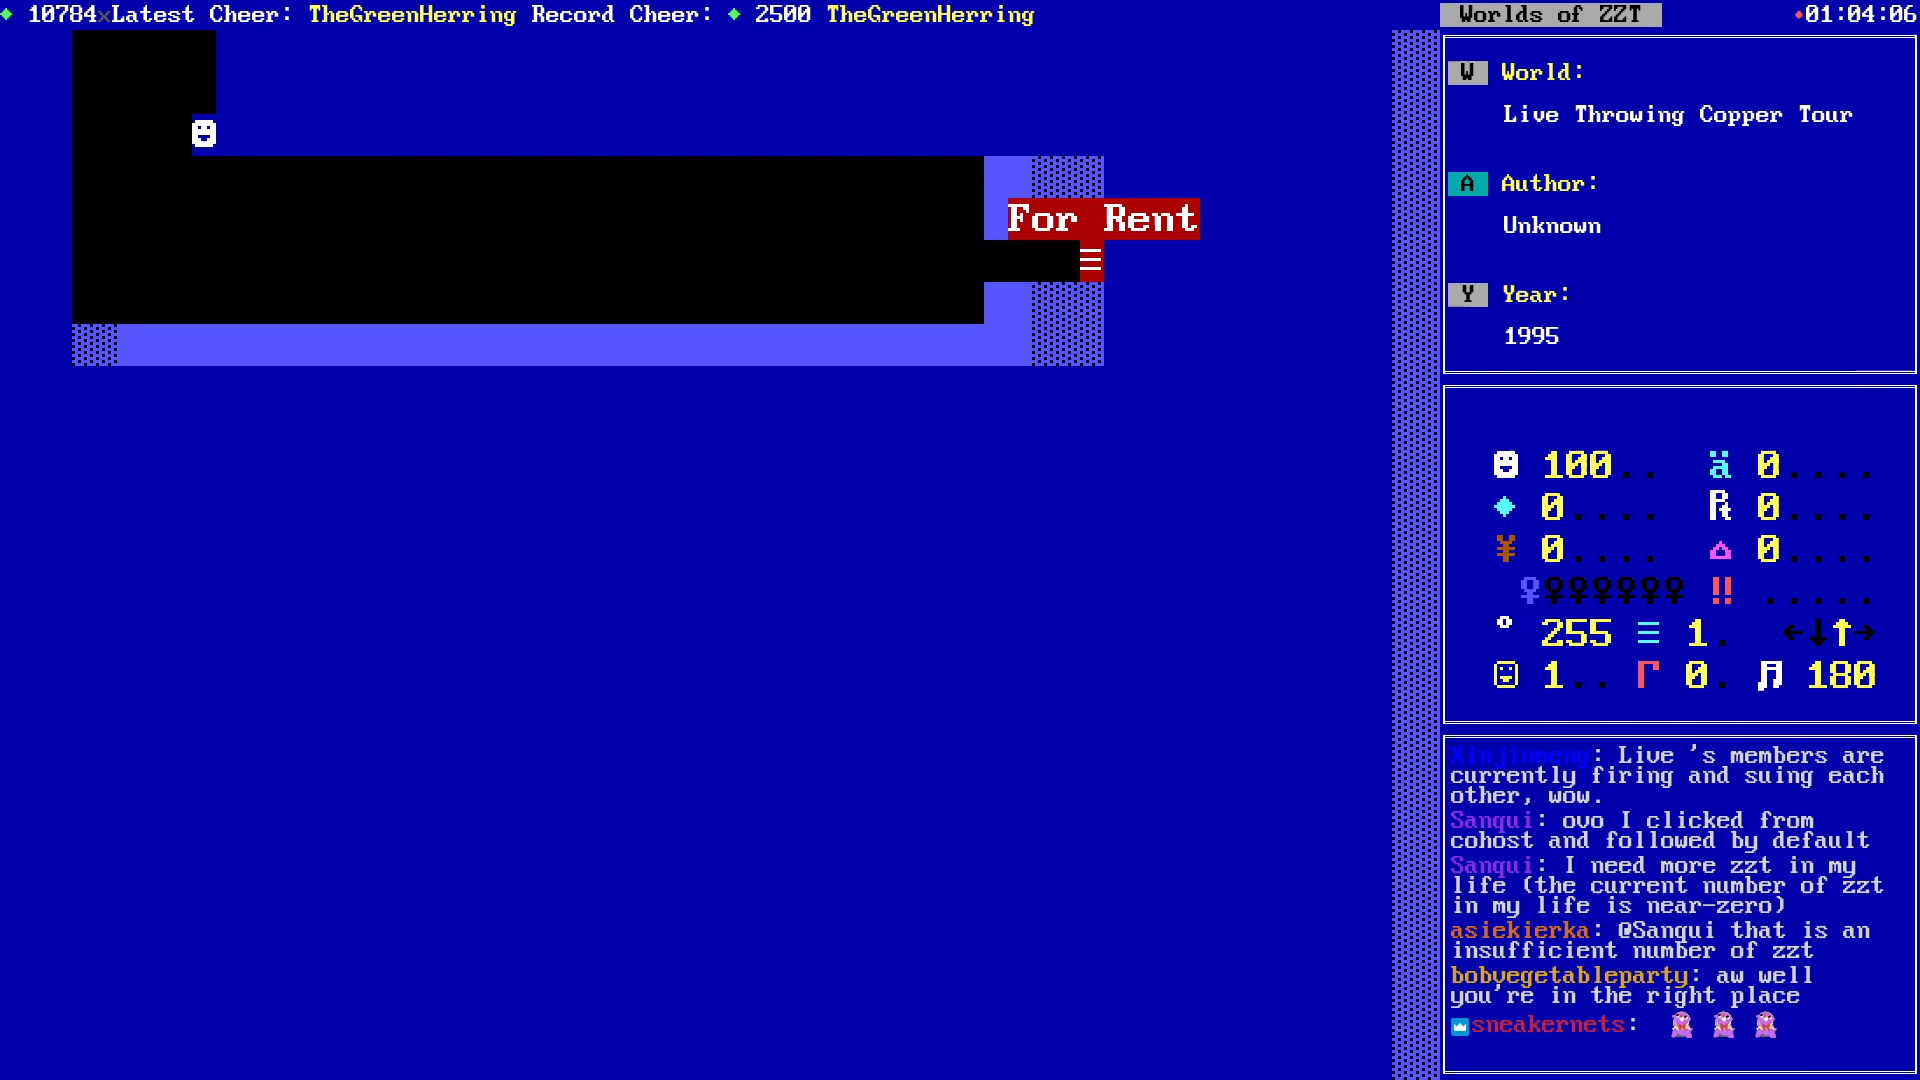 10784xLatest Cheer: TheGreenHerring Record Cheer: 2500 TheGreenHerring
Worlds of ZZT
01:04:06
For Rent
W World:
Live Throwing Copper Tour
A Author:
Unknown
Y Year:
1995
100.. ä 0....
0.... ℞ 0....
¥ 0.... 0....
♀♀♀♀♀♀♀ !! .....
° 255 ≡ 1. ←↓↑→
1.. Γ 0. ♫ 180
Xinjinmeng: Live 's members are
currently firing and suing each
other, wow.
Sanqui: ovo I clicked from
cohost and followed by default
Sanqui: I need more zzt in my
life (the current number of zzt
in my life is near-zero)
asiekierka: @Sanqui that is an
insufficient number of zzt
bobvegetableparty: aw well
you're in the right place
sneakernets: